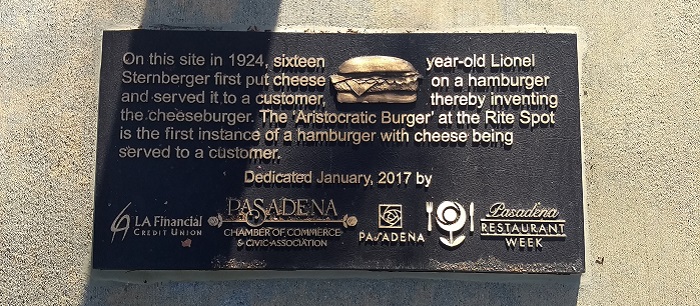 On this site in 1924, sixteen year-old Lionel
Sternberger first put cheese on a hamburger
and served it to a customer, thereby inventing
the cheeseburger. The 'Aristocratic Burger' at the Rite Spot
is the first instance of a hamburger with cheese being
served to a customer.
Dedicated January, 2017 by
LA Financial
CREDIT UNION
PASADENA
CHAMBER OF COMMERCE
& CIVIC ASSOCIATION
PASADENA
Pasadena
RESTAURANT
WEEK